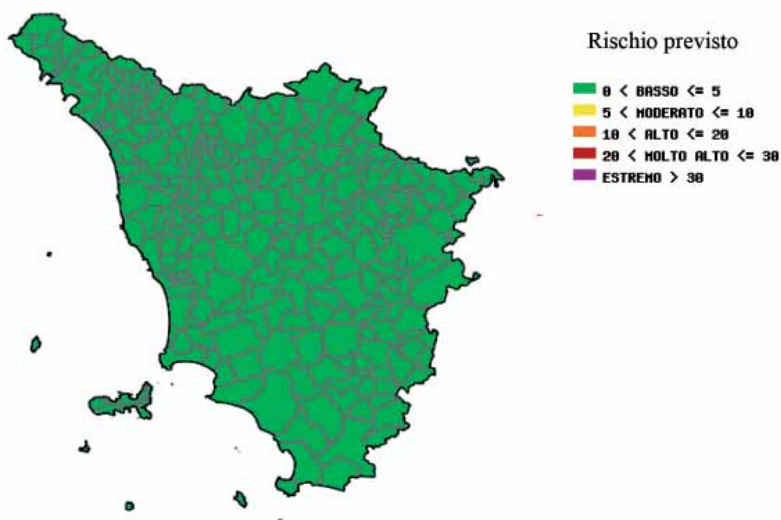 Rischio previsto
0 < BASSO <= 5
5 < MODERATO <= 10
10 < ALTO <= 20
20 < MOLTO ALTO <= 30
ESTREMO > 30